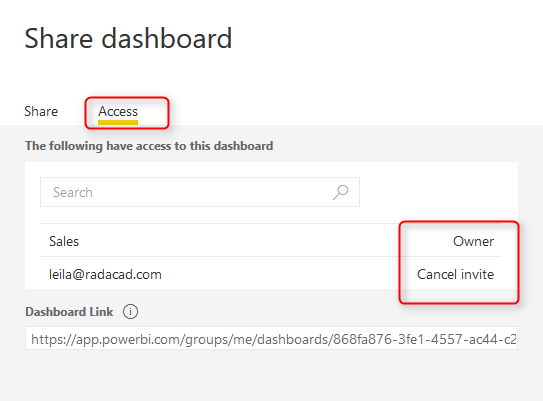 Share dashboard
Share Access
The following have access to this dashboard
Search
Sales Owner
leila@radacad.com Cancel invite
Dashboard Link
https://app.powerbi.com/groups/me/dashboards/868fa876-3fe1-4557-ac44-c2